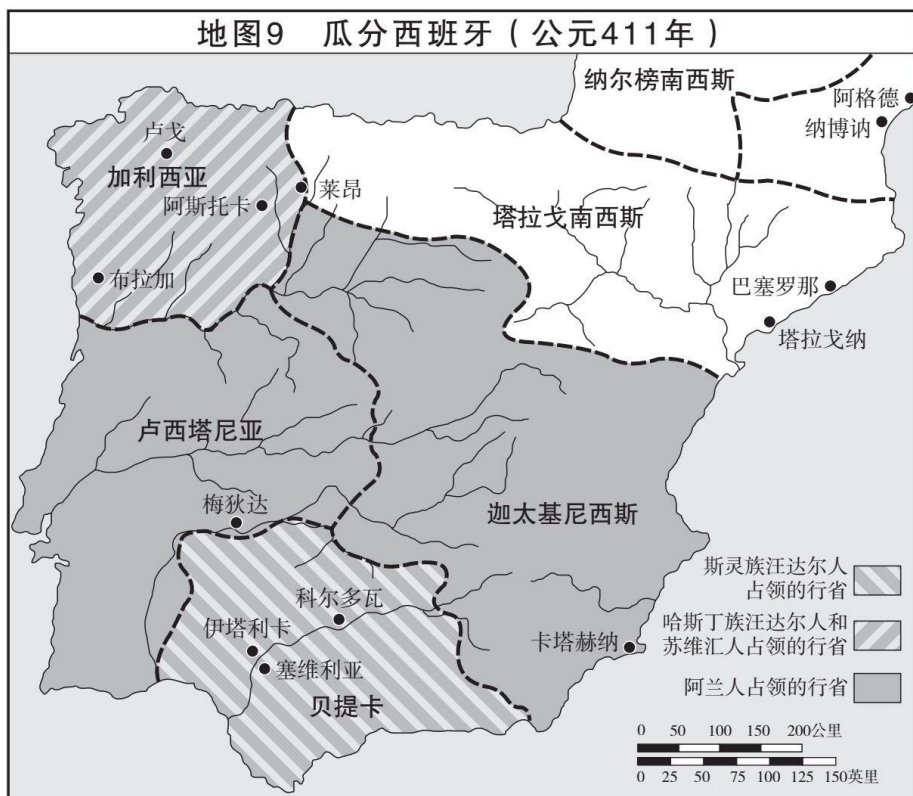 地图9 瓜分西班牙（公元411年）
纳尔榜南西斯
阿格德
纳博讷
卢戈
加利西亚
莱昂
阿斯托卡
塔拉戈南西斯
布拉加
巴塞罗那
塔拉戈纳
卢西塔尼亚
梅狄达
迦太基尼西斯
科尔多瓦
伊塔利卡
塞维利亚
贝提卡
卡塔赫纳
斯灵族汪达尔人
占领的行省
哈斯丁族汪达尔人和
苏维汇人占领的行省
阿兰人占领的行省
0 50 100 150 200公里
0 25 50 75 100 125 150英里